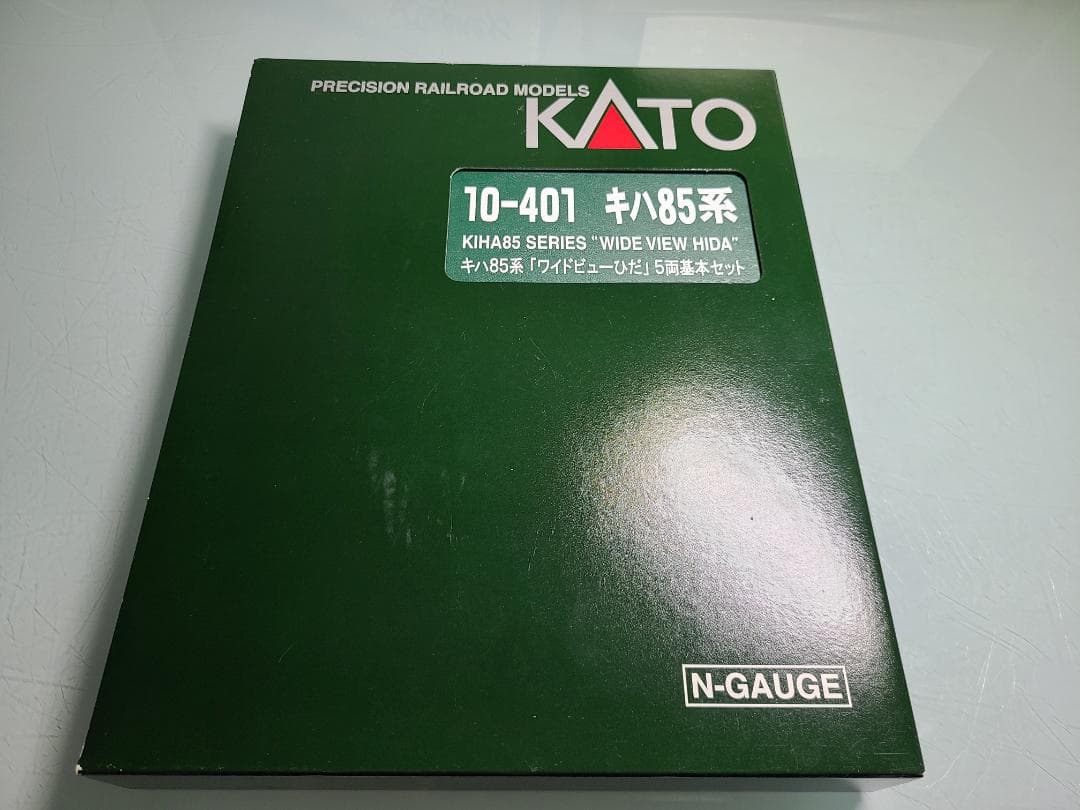 PRECISION RAILROAD MODELS
KATO
10-401 キハ85系
KIHA85 SERIES "WIDE VIEW HIDA"
キハ85系「ワイドビューひだ」5両基本セット
N-GAUGE